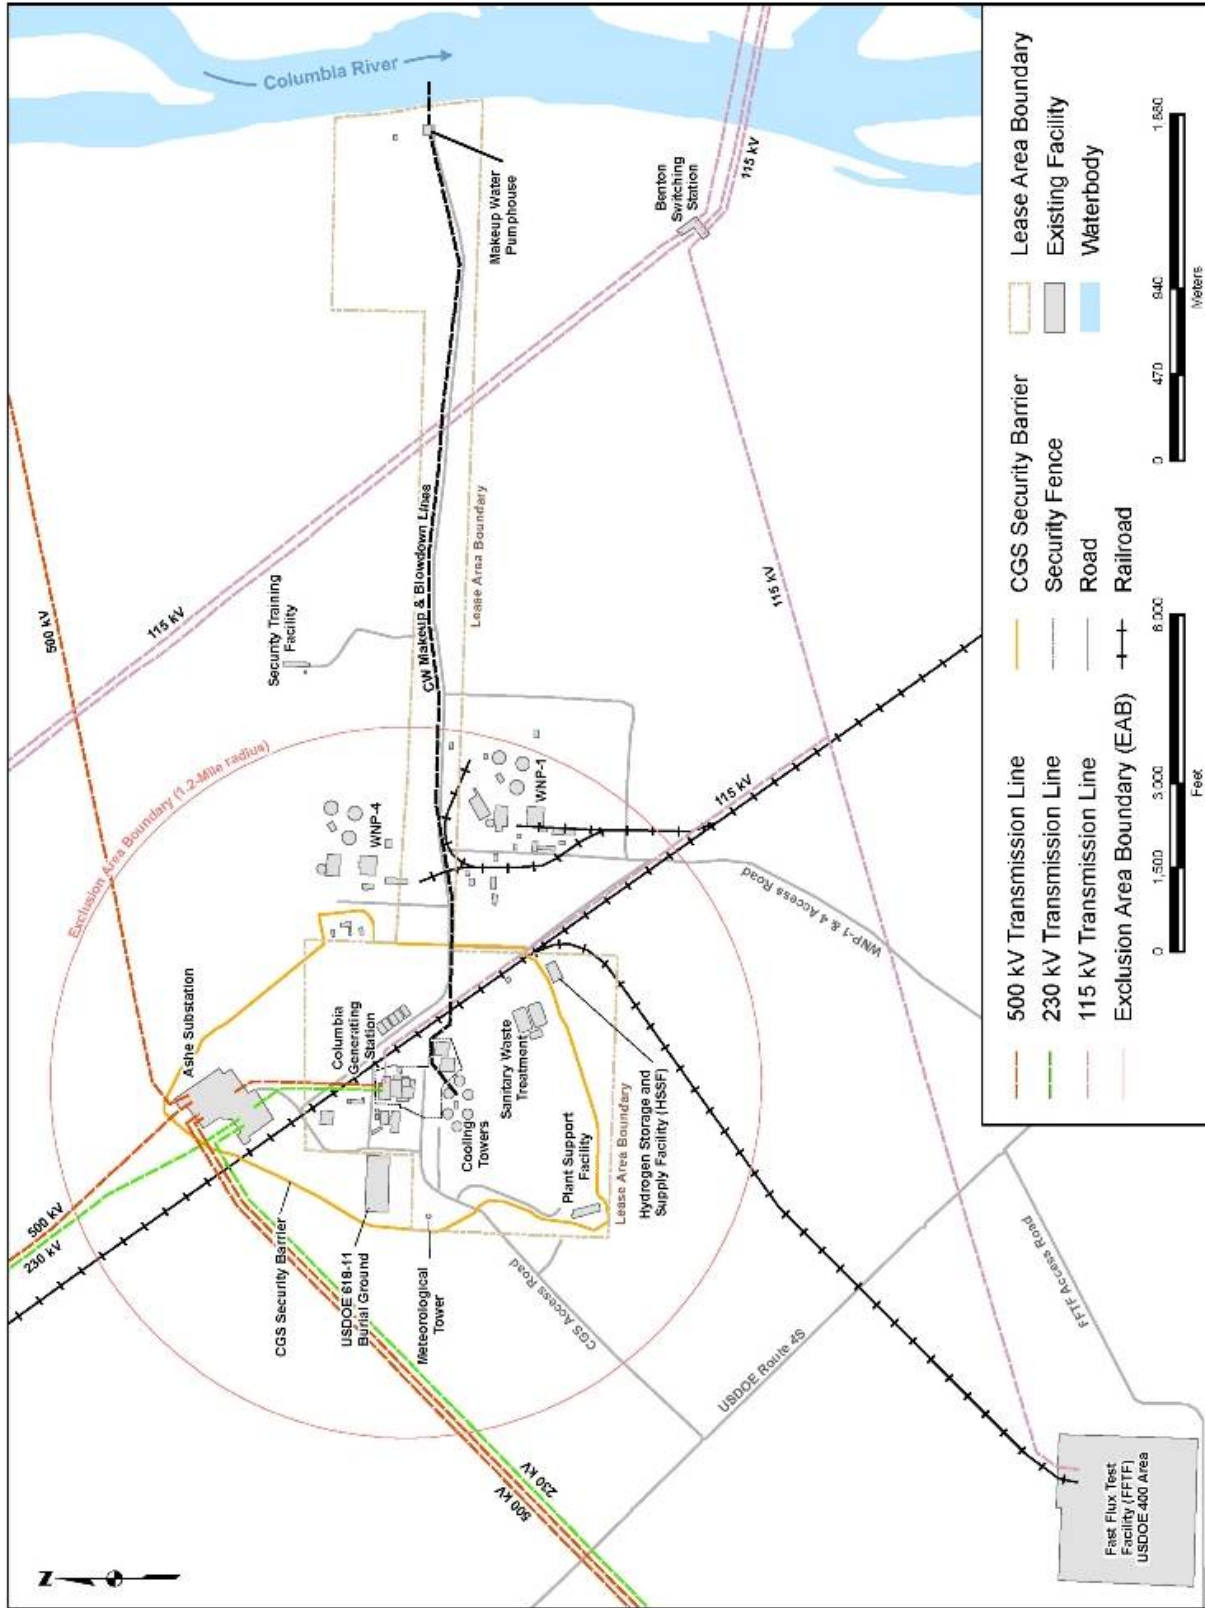 Columbia River
Makeup Water
Pumphouse
Benton
Switching
Station
115 kV
500 kV
115 kV
Security Training
Facility
CW Makeup & Blowdown Lines
Lease Area Boundary
115 kV
Exclusion Area Boundary (1.2-Mile radius)
WNP-4
WNP-1
115 kV
WNP-1 & 4 Access Road
Ashe Substation
Columbia
Generating
Station
Sanitary Waste
Treatment
Hydrogen Storage and
Supply Facility (HSSF)
Cooling
Towers
Plant Support
Facility
Lease Area Boundary
500 kV
230 kV
CGS Security Barrier
USDOE 618-11
Burial Ground
Meteorological
Tower
CGS Access Road
USDOE Route 4S
FFTF Access Road
230 kV
500 kV
Fast Flux Test
Facility (FFTF)
USDOE 400 Area
N
500 kV Transmission Line
230 kV Transmission Line
115 kV Transmission Line
Exclusion Area Boundary (EAB)
CGS Security Barrier
Security Fence
Road
Railroad
Lease Area Boundary
Existing Facility
Waterbody
0 1,500 3,000 6,000
Feet
0 470 940 1,880
Meters